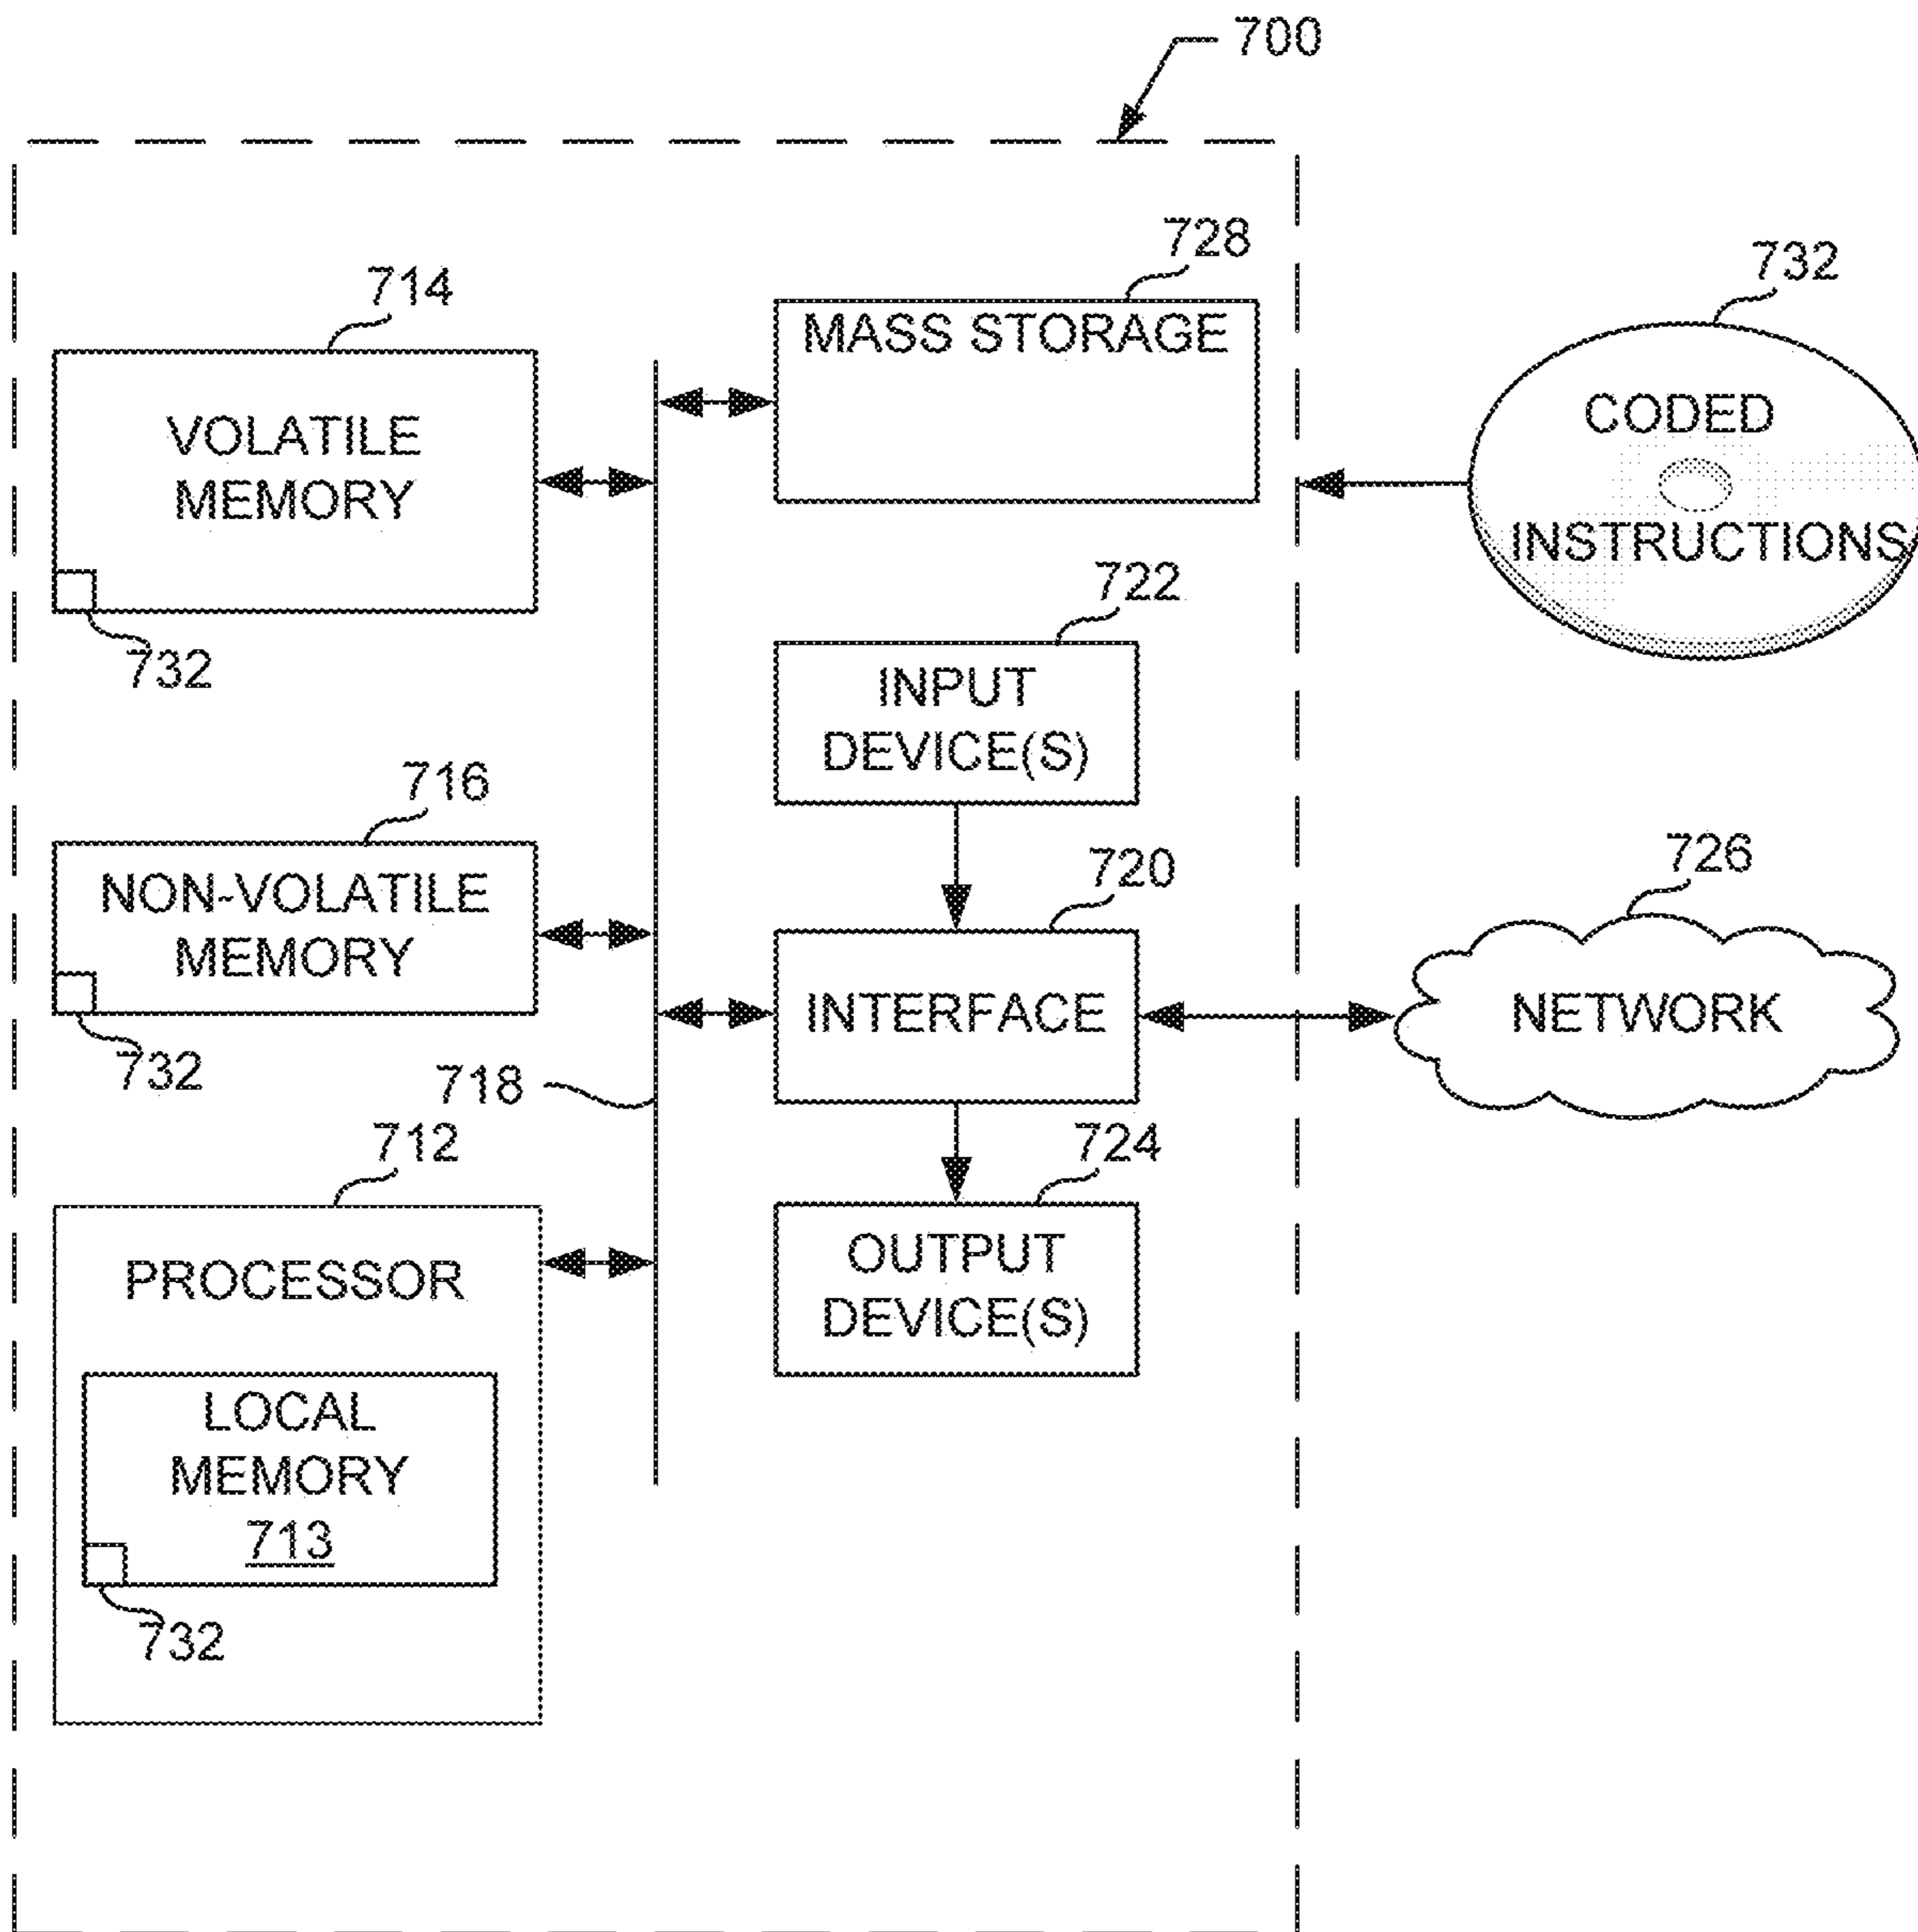 700
728
MASS STORAGE
714
VOLATILE
MEMORY
732
732
CODED
INSTRUCTIONS
722
INPUT
DEVICE(S)
716
NON-VOLATILE
MEMORY
732
718
720
INTERFACE
726
NETWORK
712
PROCESSOR
LOCAL
MEMORY
713
732
724
OUTPUT
DEVICE(S)